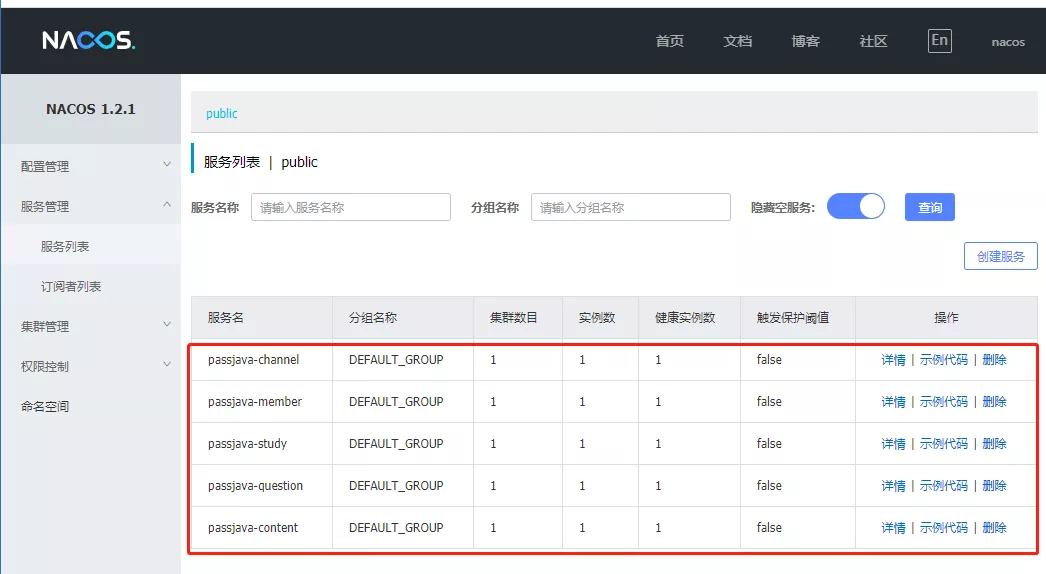 NACOS.
首页 文档 博客 社区 En nacos
NACOS 1.2.1
配置管理
服务管理
服务列表
订阅者列表
集群管理
权限控制
命名空间
public
服务列表 | public
服务名称 请输入服务名称 分组名称 请输入分组名称 隐藏空服务: 查询
创建服务
服务名 分组名称 集群数目 实例数 健康实例数 触发保护阈值 操作
passjava-channel DEFAULT_GROUP 1 1 1 false 详情 | 示例代码 | 删除
passjava-member DEFAULT_GROUP 1 1 1 false 详情 | 示例代码 | 删除
passjava-study DEFAULT_GROUP 1 1 1 false 详情 | 示例代码 | 删除
passjava-question DEFAULT_GROUP 1 1 1 false 详情 | 示例代码 | 删除
passjava-content DEFAULT_GROUP 1 1 1 false 详情 | 示例代码 | 删除